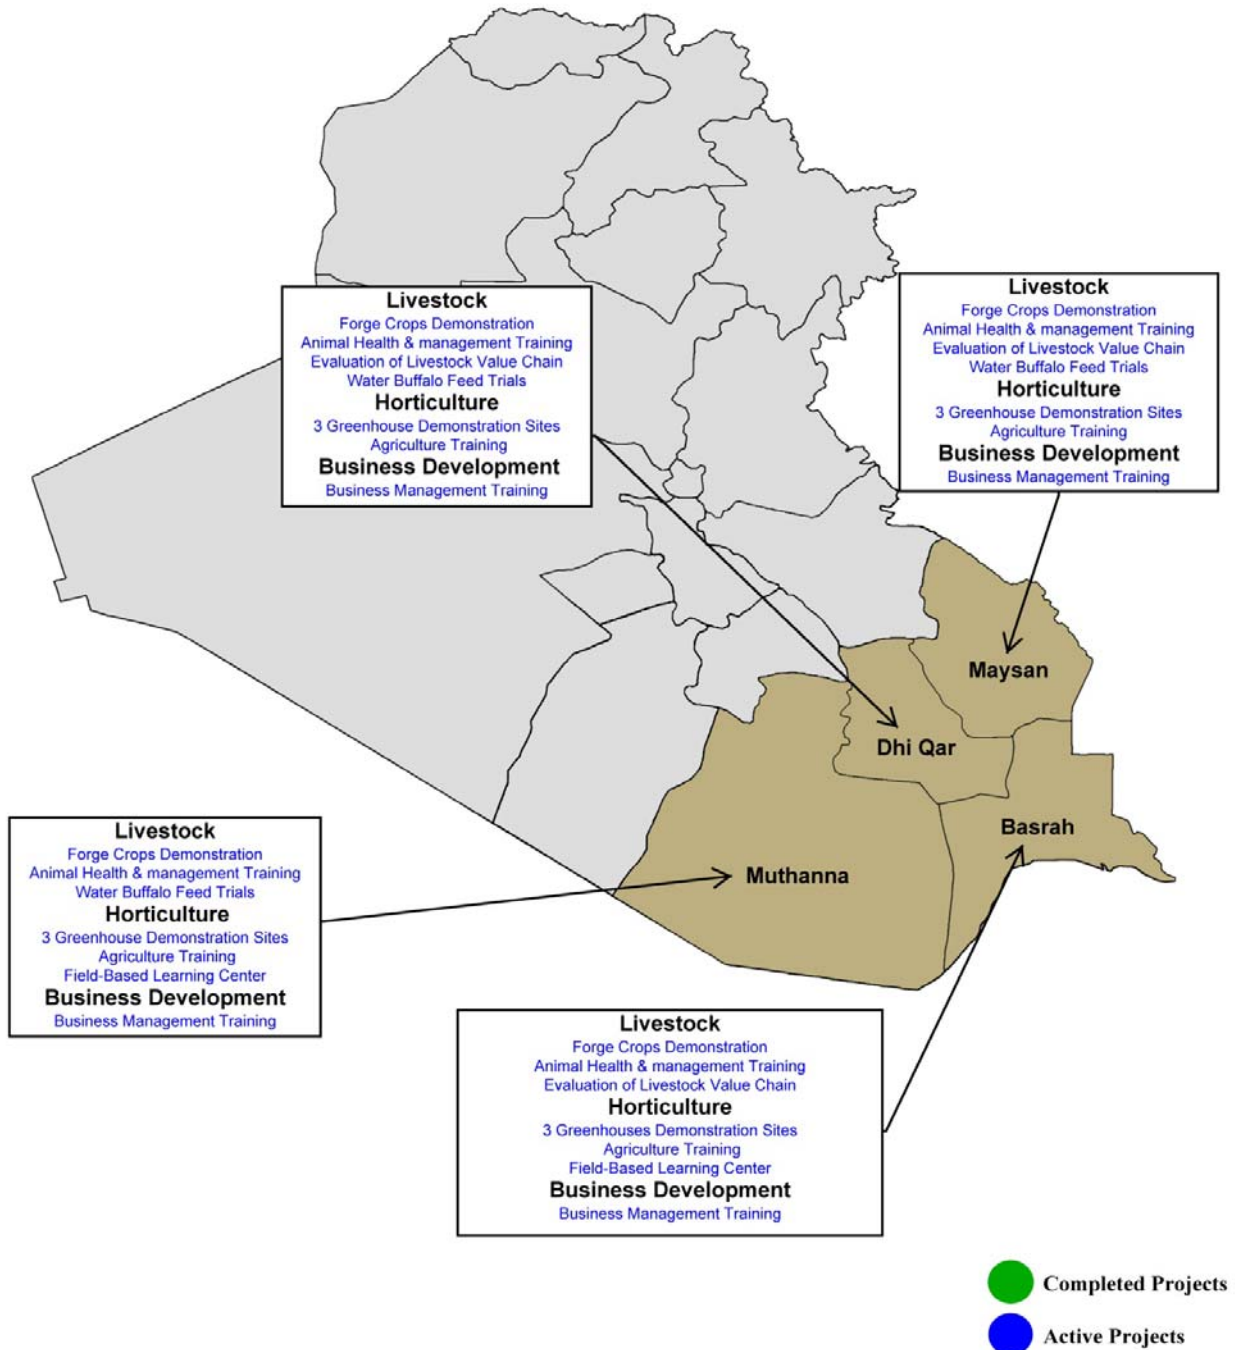 Livestock
Forge Crops Demonstration
Animal Health & management Training
Evaluation of Livestock Value Chain
Water Buffalo Feed Trials
Horticulture
3 Greenhouse Demonstration Sites
Agriculture Training
Business Development
Business Management Training
Livestock
Forge Crops Demonstration
Animal Health & management Training
Evaluation of Livestock Value Chain
Water Buffalo Feed Trials
Horticulture
3 Greenhouse Demonstration Sites
Agriculture Training
Business Development
Business Management Training
Maysan
Dhi Qar
Basrah
Muthanna
Livestock
Forge Crops Demonstration
Animal Health & management Training
Water Buffalo Feed Trials
Horticulture
3 Greenhouse Demonstration Sites
Agriculture Training
Field-Based Learning Center
Business Development
Business Management Training
Livestock
Forge Crops Demonstration
Animal Health & management Training
Evaluation of Livestock Value Chain
Horticulture
3 Greenhouses Demonstration Sites
Agriculture Training
Field-Based Learning Center
Business Development
Business Management Training
Completed Projects
Active Projects